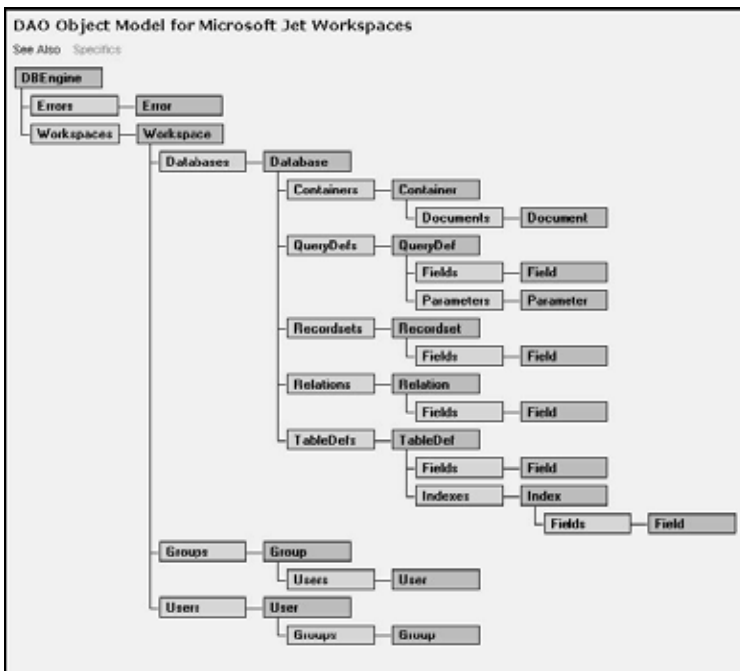 DAO Object Model for Microsoft Jet Workspaces
See Also Specifics
DBEngine
Errors Error
Workspaces Workspace
Databases Database
Containers Container
Documents Document
QueryDefs QueryDef
Fields Field
Parameters Parameter
Recordsets Recordset
Fields Field
Relations Relation
Fields Field
TableDefs TableDef
Fields Field
Indexes Index
Fields Field
Groups Group
Users User
Users User
Groups Group